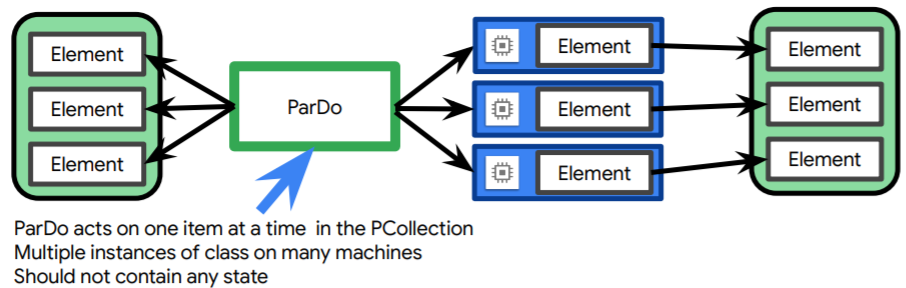 Element
Element
Element
ParDo
Element
Element
Element
Element
Element
Element
ParDo acts on one item at a time in the PCollection
Multiple instances of class on many machines
Should not contain any state